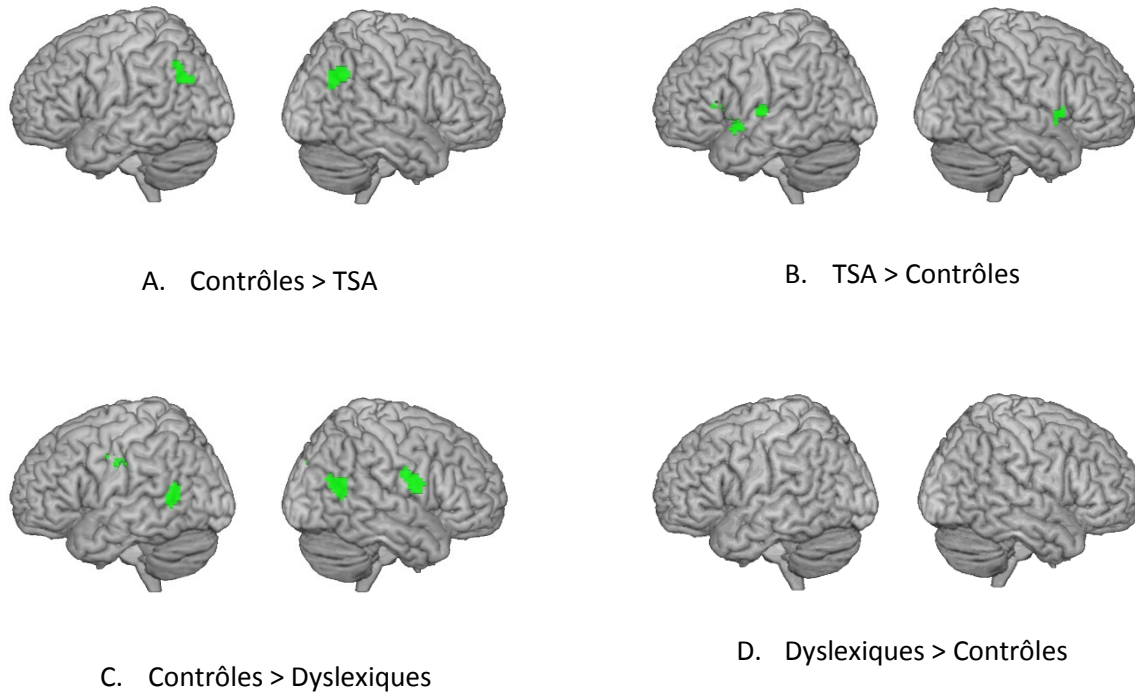 A. Contrôles > TSA
B. TSA > Contrôles
C. Contrôles > Dyslexiques
D. Dyslexiques > Contrôles